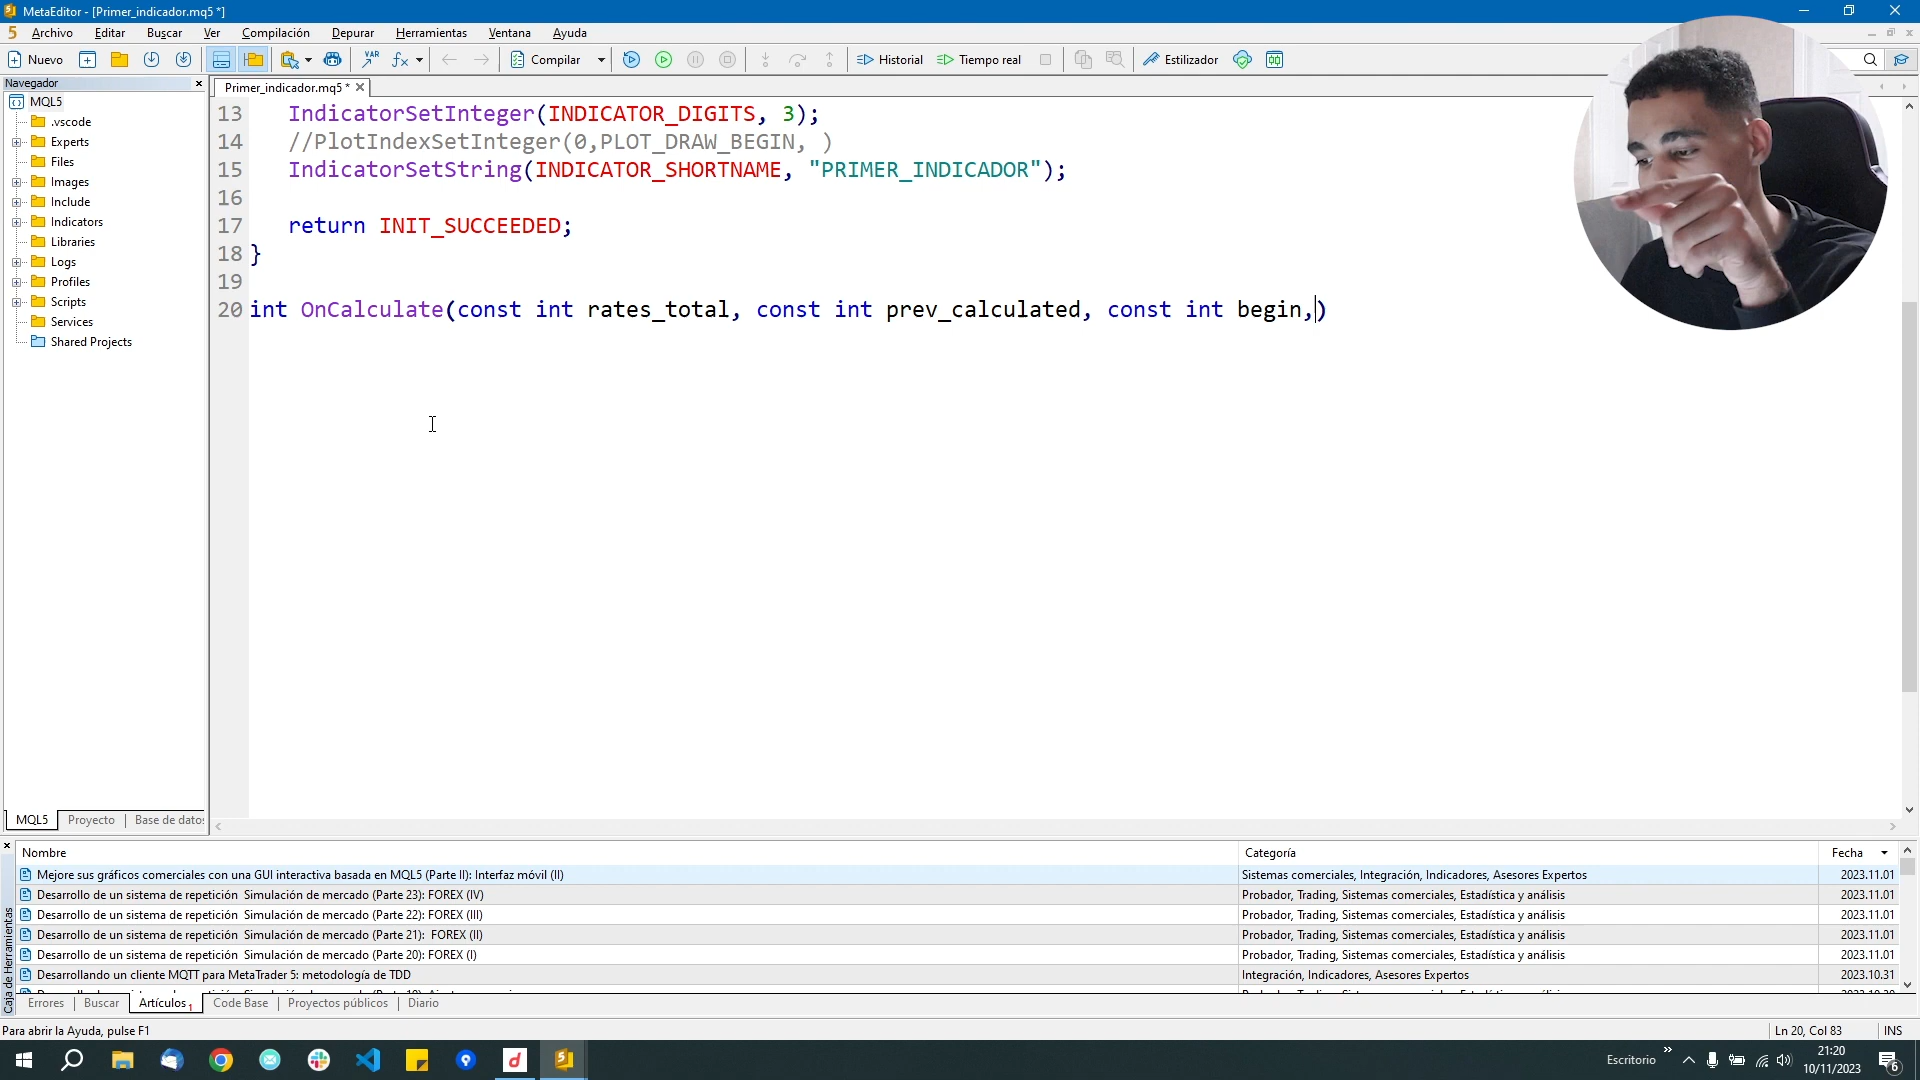 MetaEditor - [Primer_indicador.mq5 *]
Archivo Editar Buscar Ver Compilación Depurar Herramientas Ventana Ayuda
Nuevo Compilar Historial Tiempo real Estilizador
Navegador
MQL5
.vscode
Experts
Files
Images
Include
Indicators
Libraries
Logs
Profiles
Scripts
Services
Shared Projects
MQL5 Proyecto Base de datos
Primer_indicador.mq5 *
13 IndicatorSetInteger(INDICATOR_DIGITS, 3);
14 //PlotIndexSetInteger(0,PLOT_DRAW_BEGIN, )
15 IndicatorSetString(INDICATOR_SHORTNAME, "PRIMER_INDICADOR");
16
17 return INIT_SUCCEEDED;
18 }
19
20 int OnCalculate(const int rates_total, const int prev_calculated, const int begin,)
Caja de Herramientas
Nombre Categoría Fecha
Mejore sus gráficos comerciales con una GUI interactiva basada en MQL5 (Parte II): Interfaz móvil (II) Sistemas comerciales, Integración, Indicadores, Asesores Expertos 2023.11.01
Desarrollo de un sistema de repetición Simulación de mercado (Parte 23): FOREX (IV) Probador, Trading, Sistemas comerciales, Estadística y análisis 2023.11.01
Desarrollo de un sistema de repetición Simulación de mercado (Parte 22): FOREX (III) Probador, Trading, Sistemas comerciales, Estadística y análisis 2023.11.01
Desarrollo de un sistema de repetición Simulación de mercado (Parte 21): FOREX (II) Probador, Trading, Sistemas comerciales, Estadística y análisis 2023.11.01
Desarrollo de un sistema de repetición Simulación de mercado (Parte 20): FOREX (I) Probador, Trading, Sistemas comerciales, Estadística y análisis 2023.11.01
Desarrollando un cliente MQTT para MetaTrader 5: metodología de TDD Integración, Indicadores, Asesores Expertos 2023.10.31
Errores Buscar Artículos 1 Code Base Proyectos públicos Diario
Para abrir la Ayuda, pulse F1 Ln 20, Col 83 INS
Escritorio 21:20
10/11/2023
6